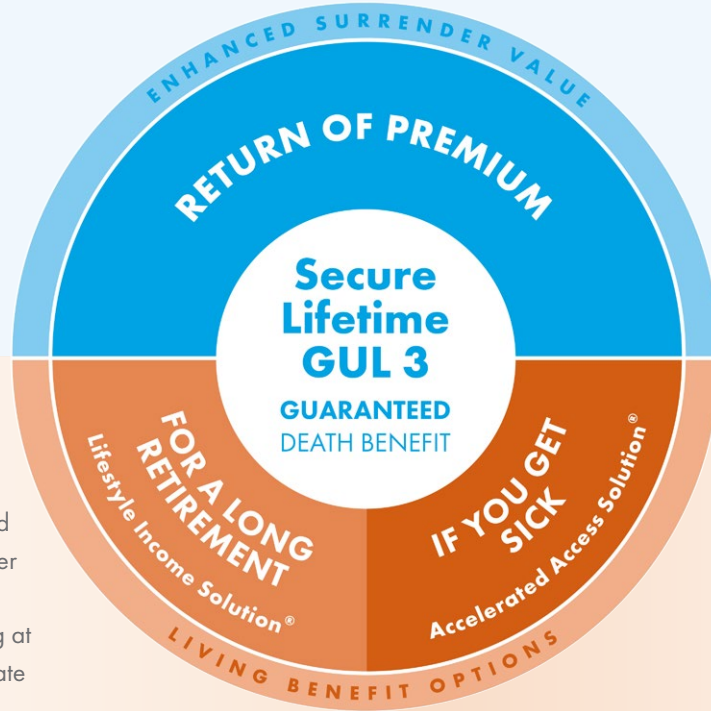 ENHANCED SURRENDER VALUE
RETURN OF PREMIUM
Secure
Lifetime
GUL 3
GUARANTEED
DEATH BENEFIT
FOR A LONG
RETIREMENT
Lifestyle Income Solution®
IF YOU GET
SICK
Accelerated Access Solution®
LIVING BENEFIT OPTIONS